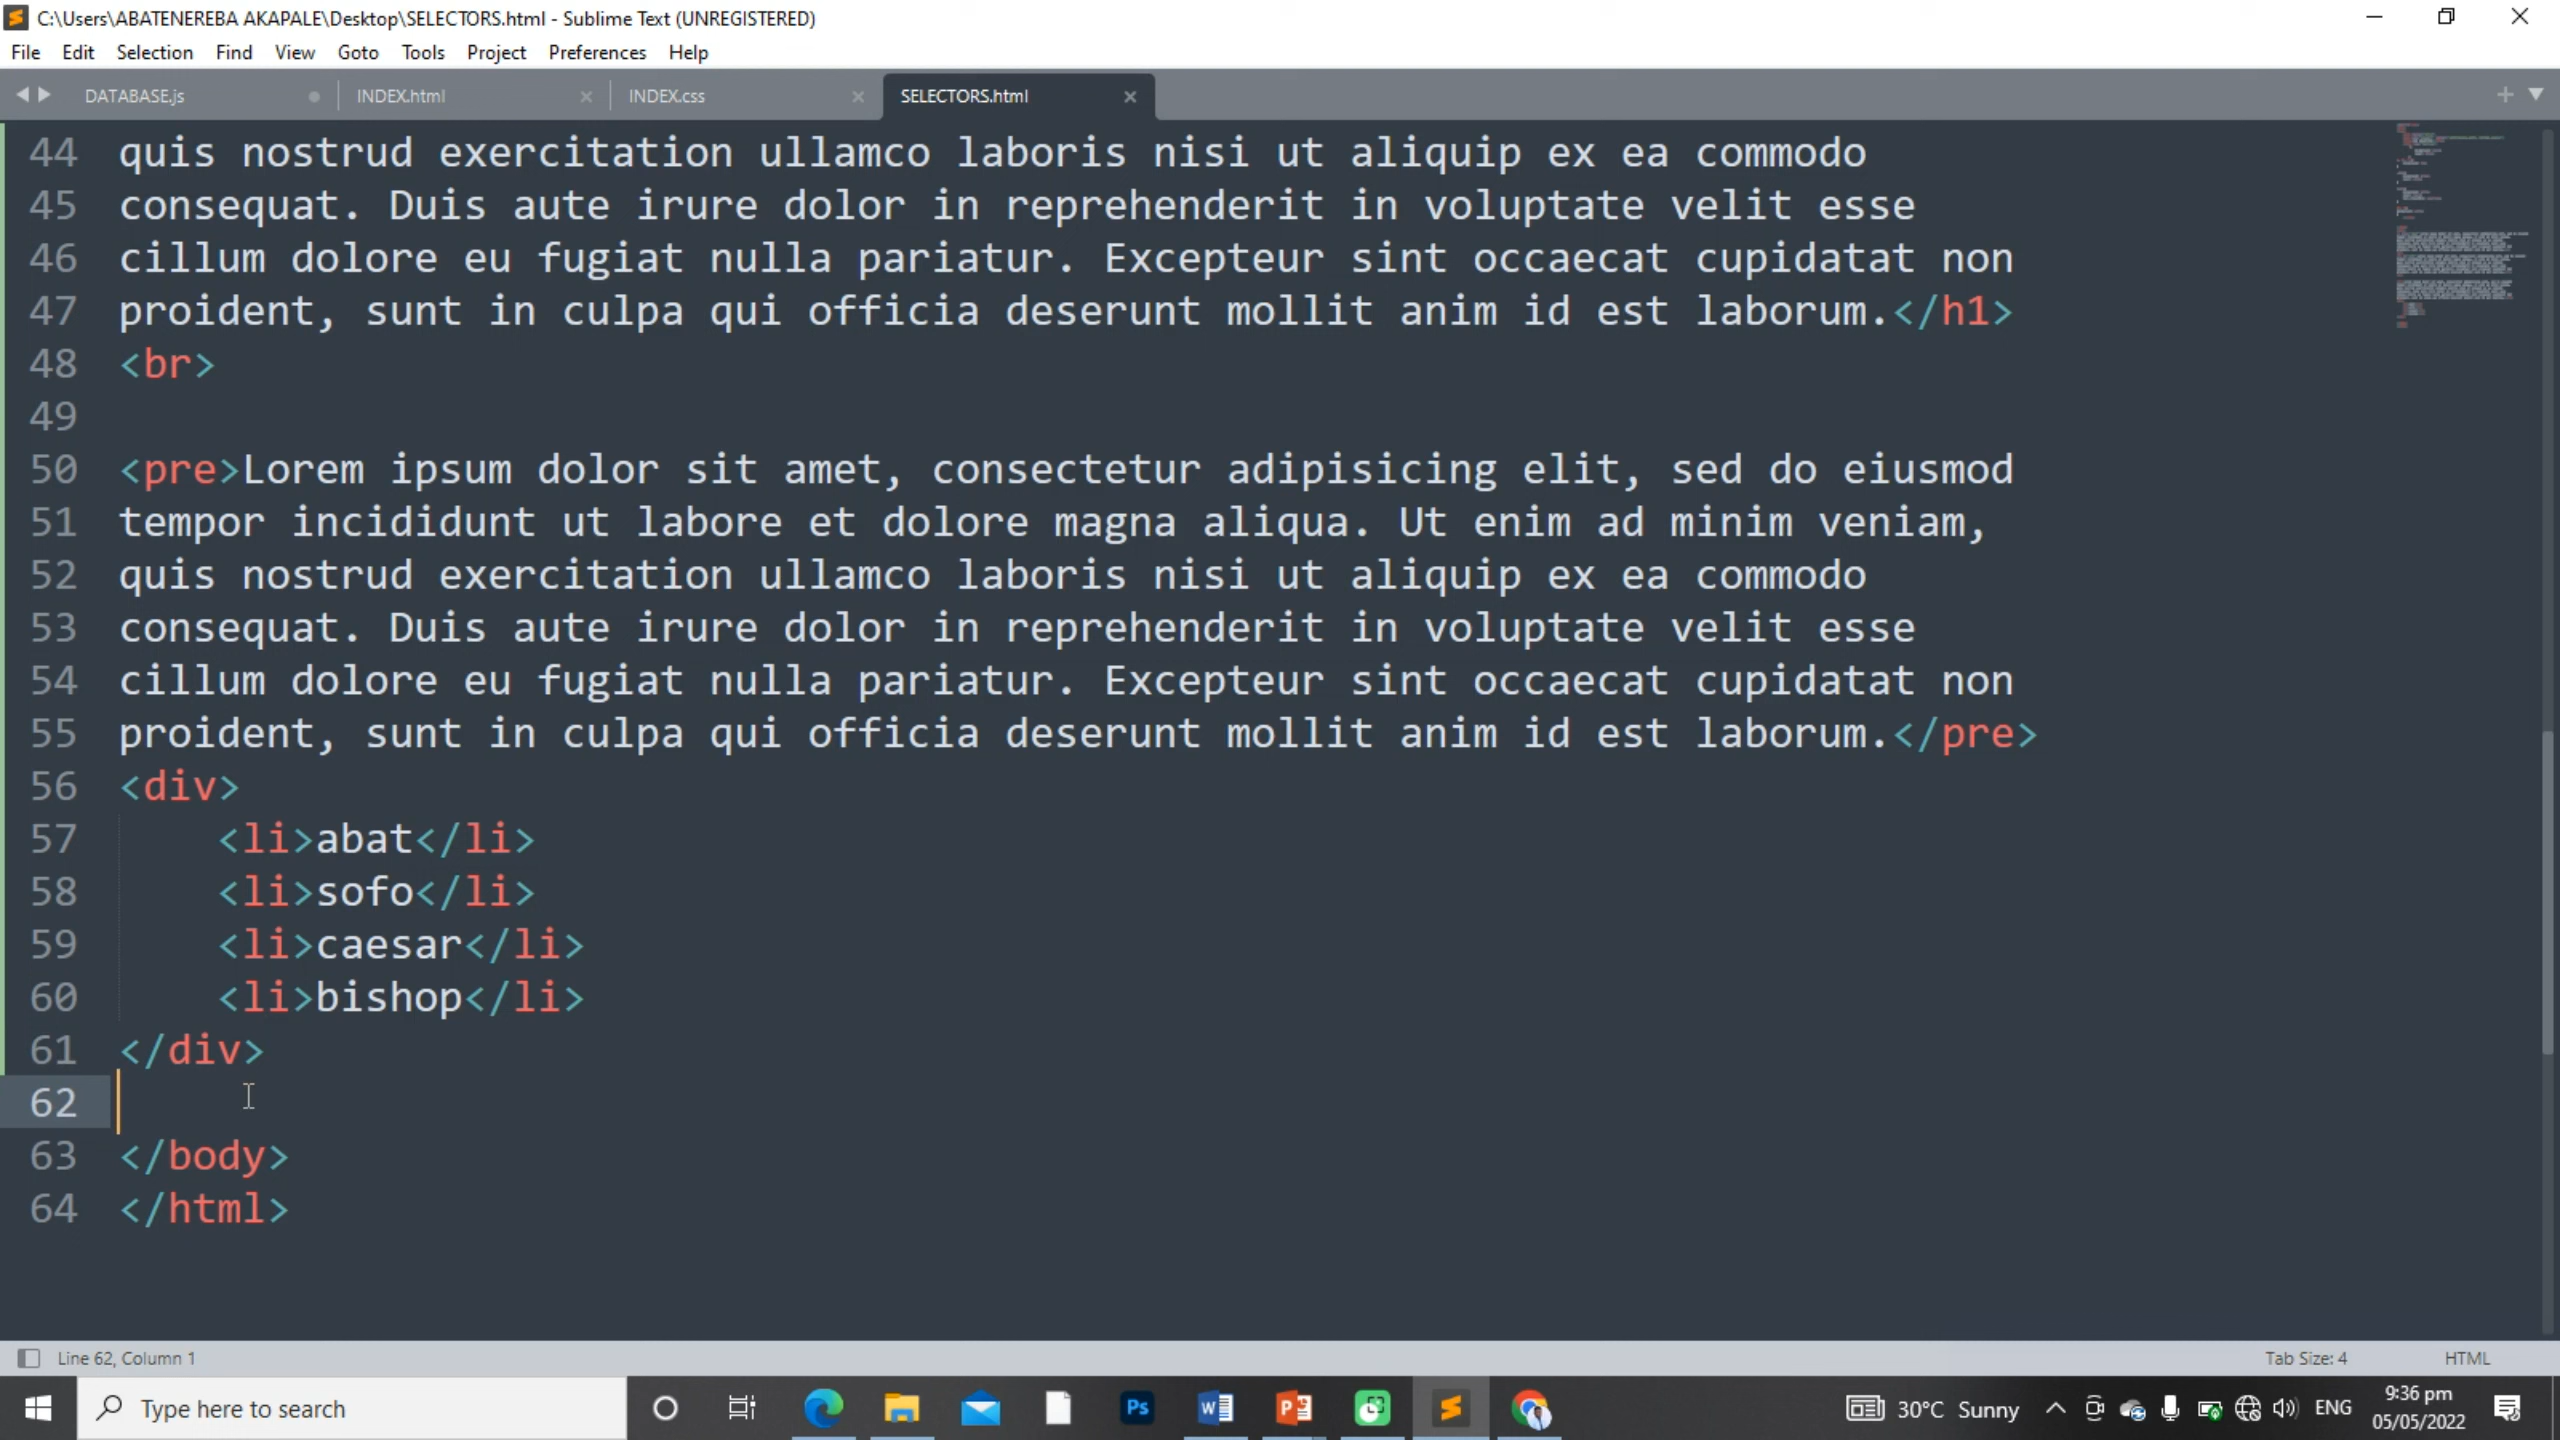 C:\Users\ABATENEREBA AKAPALE\Desktop\SELECTORS.html - Sublime Text (UNREGISTERED)
File Edit Selection Find View Goto Tools Project Preferences Help
DATABASE.js INDEX.html INDEX.css SELECTORS.html
44 quis nostrud exercitation ullamco laboris nisi ut aliquip ex ea commodo
45 consequat. Duis aute irure dolor in reprehenderit in voluptate velit esse
46 cillum dolore eu fugiat nulla pariatur. Excepteur sint occaecat cupidatat non
47 proident, sunt in culpa qui officia deserunt mollit anim id est laborum.</h1>
48 <br>
49
50 <pre>Lorem ipsum dolor sit amet, consectetur adipisicing elit, sed do eiusmod
51 tempor incididunt ut labore et dolore magna aliqua. Ut enim ad minim veniam,
52 quis nostrud exercitation ullamco laboris nisi ut aliquip ex ea commodo
53 consequat. Duis aute irure dolor in reprehenderit in voluptate velit esse
54 cillum dolore eu fugiat nulla pariatur. Excepteur sint occaecat cupidatat non
55 proident, sunt in culpa qui officia deserunt mollit anim id est laborum.</pre>
56 <div>
57 <li>abat</li>
58 <li>sofo</li>
59 <li>caesar</li>
60 <li>bishop</li>
61 </div>
62
63 </body>
64 </html>
Line 62, Column 1 Tab Size: 4 HTML
Type here to search Ps 30°C Sunny ENG 9:36 pm
05/05/2022